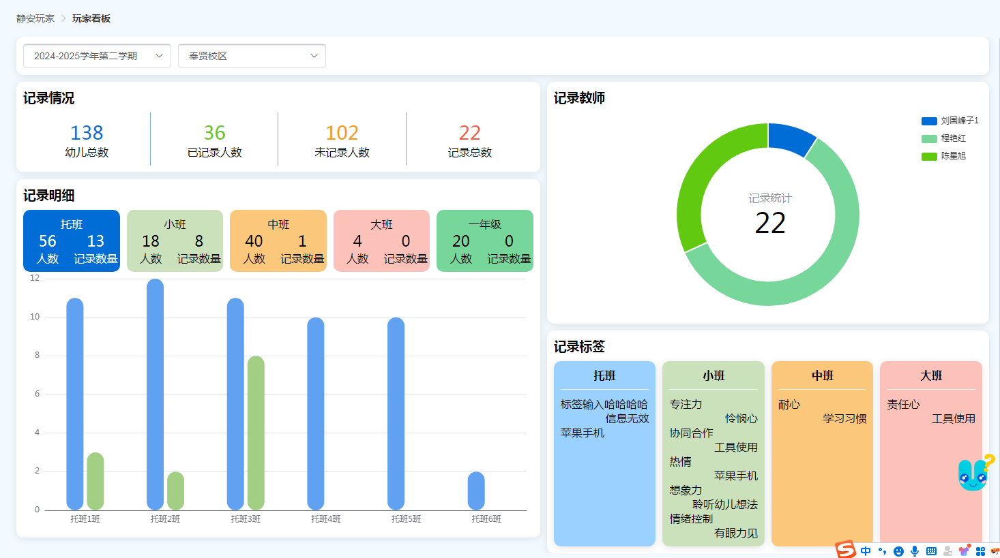 静安玩家 > 玩家看板
2024-2025学年第二学期
奉贤校区
记录情况
138
幼儿总数
36
已记录人数
102
未记录人数
22
记录总数
记录明细
托班
56 13
人数 记录数量
小班
18 8
人数 记录数量
中班
40 1
人数 记录数量
大班
4 0
人数 记录数量
一年级
20 0
人数 记录数量
12
10
8
6
4
2
0
托班1班 托班2班 托班3班 托班4班 托班5班 托班6班
记录教师
刘国峰子1
程艳红
陈星旭
记录统计
22
记录标签
托班
标签输入哈哈哈哈
信息无效
苹果手机
小班
专注力
怜悯心
协同合作
工具使用
热情
苹果手机
想象力
聆听幼儿想法
情绪控制
有眼力见
中班
耐心
学习习惯
大班
责任心
工具使用
?
S 中